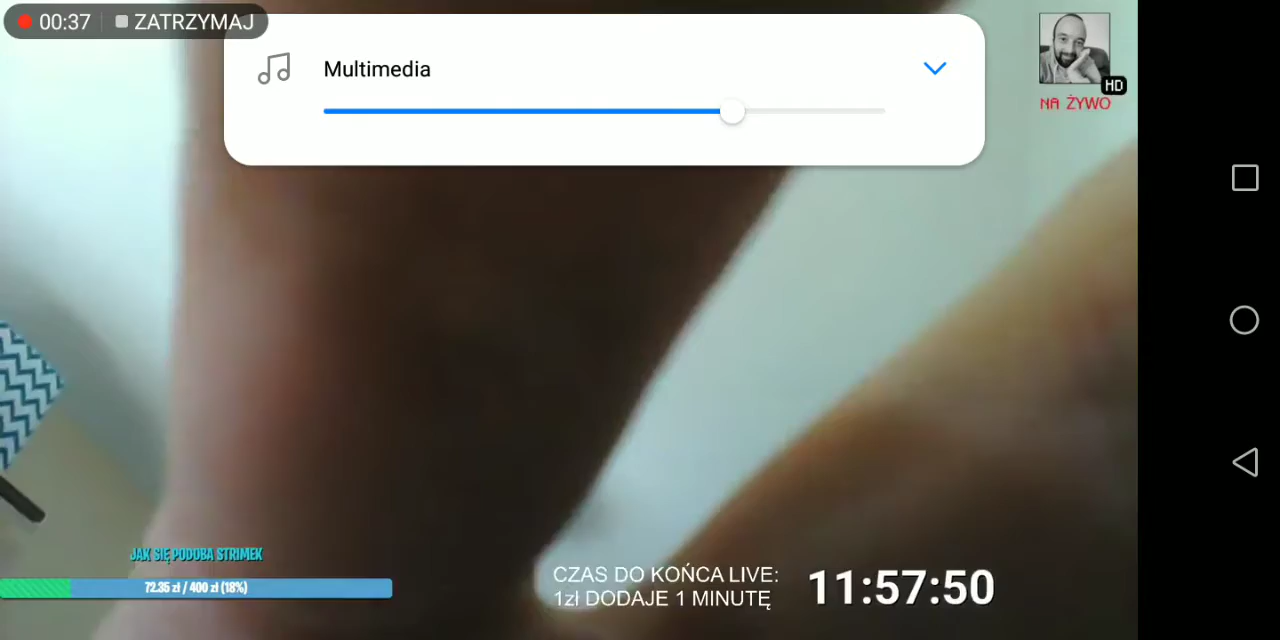 00:37
ZATRZYMAJ
Multimedia
HD
NA ŻYWO
JAK SIĘ PODOBA STRIMEK
72.35 zł / 400 zł (18%)
CZAS DO KOŃCA LIVE:
1zł DODAJE 1 MINUTĘ
11:57:50